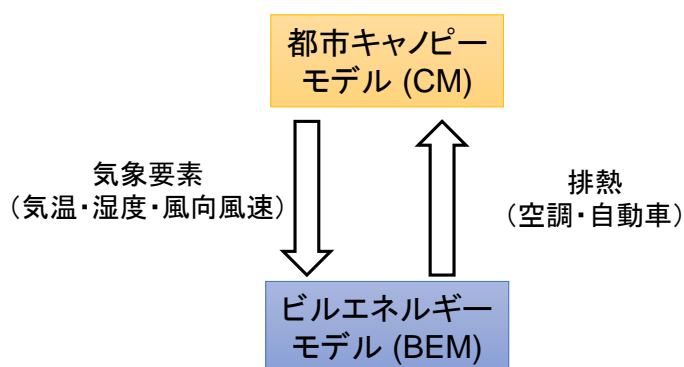 都市キャノピー
モデル (CM)
気象要素
（気温・湿度・風向風速）
排熱
（空調・自動車）
ビルエネルギー
モデル (BEM)